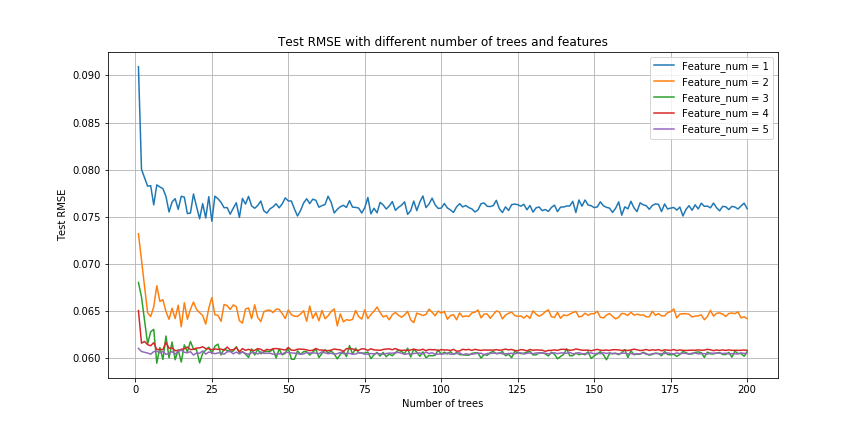 Test RMSE with different number of trees and features
Feature_num = 1
Feature_num = 2
Feature_num = 3
Feature_num = 4
Feature_num = 5
Test RMSE
0.090
0.085
0.080
0.075
0.070
0.065
0.060
0 25 50 75 100 125 150 175 200
Number of trees